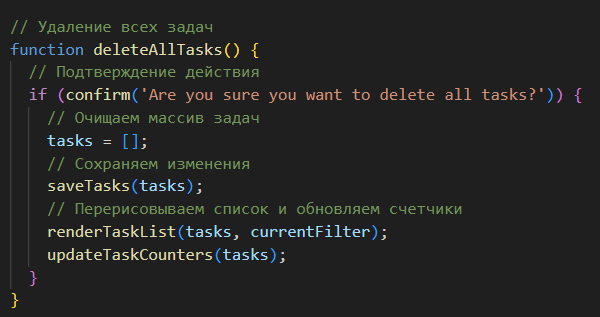 // Удаление всех задач
function deleteAllTasks() {
// Подтверждение действия
if (confirm('Are you sure you want to delete all tasks?')) {
// Очищаем массив задач
tasks = [];
// Сохраняем изменения
saveTasks(tasks);
// Перерисовываем список и обновляем счетчики
renderTaskList(tasks, currentFilter);
updateTaskCounters(tasks);
}
}